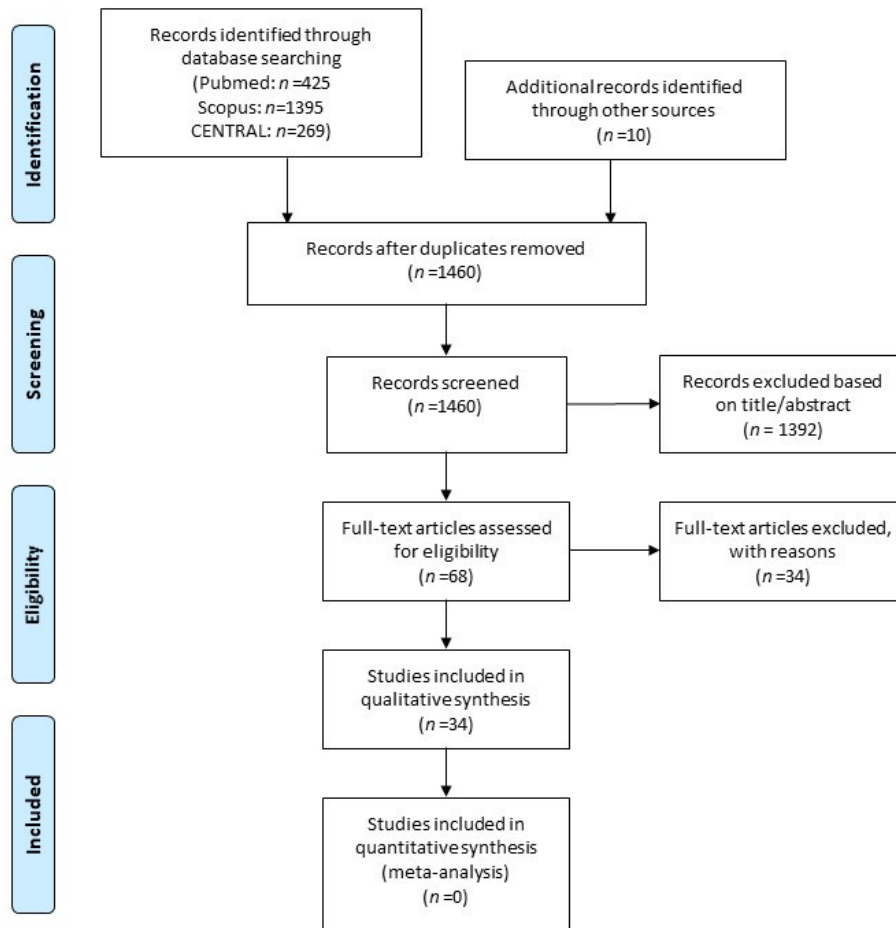 Identification
Records identified through
database searching
(Pubmed: n =425
Scopus: n=1395
CENTRAL: n=269)
Additional records identified
through other sources
(n =10)
Records after duplicates removed
(n =1460)
Screening
Records screened
(n =1460)
Records excluded based
on title/abstract
(n = 1392)
Eligibility
Full-text articles assessed
for eligibility
(n =68)
Full-text articles excluded,
with reasons
(n =34)
Studies included in
qualitative synthesis
(n =34)
Included
Studies included in
quantitative synthesis
(meta-analysis)
(n =0)